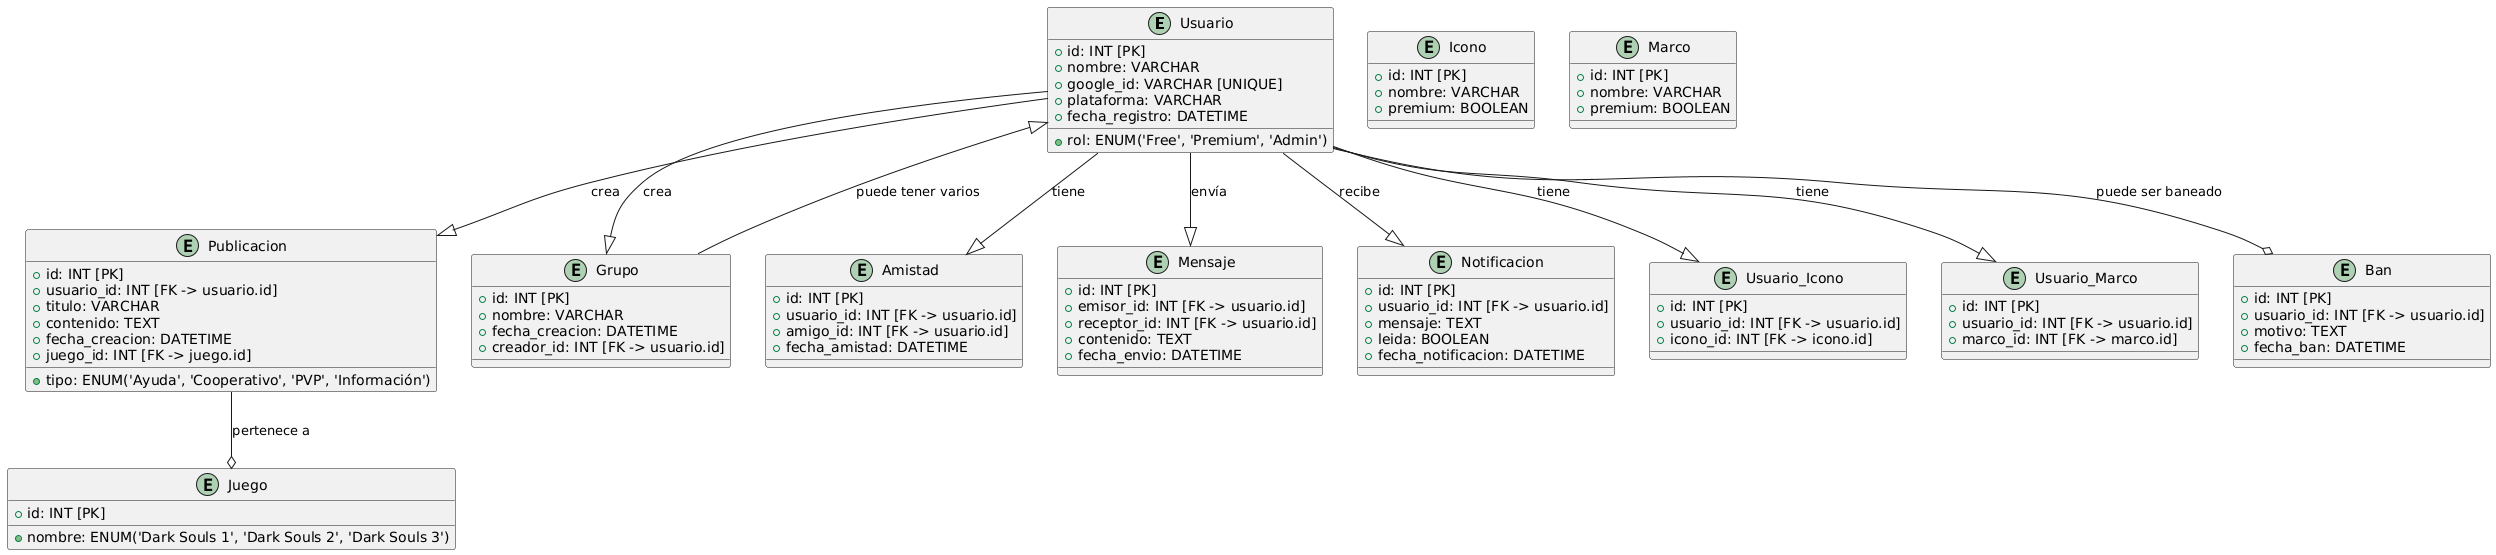 E Usuario
id: INT [PK]
nombre: VARCHAR
google_id: VARCHAR [UNIQUE]
plataforma: VARCHAR
fecha_registro: DATETIME
rol: ENUM('Free', 'Premium', 'Admin')
E Icono
id: INT [PK]
nombre: VARCHAR
premium: BOOLEAN
E Marco
id: INT [PK]
nombre: VARCHAR
premium: BOOLEAN
crea
crea
puede tener varios
tiene
envía
recibe
tiene
tiene
puede ser baneado
E Publicacion
id: INT [PK]
usuario_id: INT [FK -> usuario.id]
titulo: VARCHAR
contenido: TEXT
fecha_creacion: DATETIME
juego_id: INT [FK -> juego.id]
tipo: ENUM('Ayuda', 'Cooperativo', 'PVP', 'Información')
E Grupo
id: INT [PK]
nombre: VARCHAR
fecha_creacion: DATETIME
creador_id: INT [FK -> usuario.id]
E Amistad
id: INT [PK]
usuario_id: INT [FK -> usuario.id]
amigo_id: INT [FK -> usuario.id]
fecha_amistad: DATETIME
E Mensaje
id: INT [PK]
emisor_id: INT [FK -> usuario.id]
receptor_id: INT [FK -> usuario.id]
contenido: TEXT
fecha_envio: DATETIME
E Notificacion
id: INT [PK]
usuario_id: INT [FK -> usuario.id]
mensaje: TEXT
leida: BOOLEAN
fecha_notificacion: DATETIME
E Usuario_Icono
id: INT [PK]
usuario_id: INT [FK -> usuario.id]
icono_id: INT [FK -> icono.id]
E Usuario_Marco
id: INT [PK]
usuario_id: INT [FK -> usuario.id]
marco_id: INT [FK -> marco.id]
E Ban
id: INT [PK]
usuario_id: INT [FK -> usuario.id]
motivo: TEXT
fecha_ban: DATETIME
pertenece a
E Juego
id: INT [PK]
nombre: ENUM('Dark Souls 1', 'Dark Souls 2', 'Dark Souls 3')